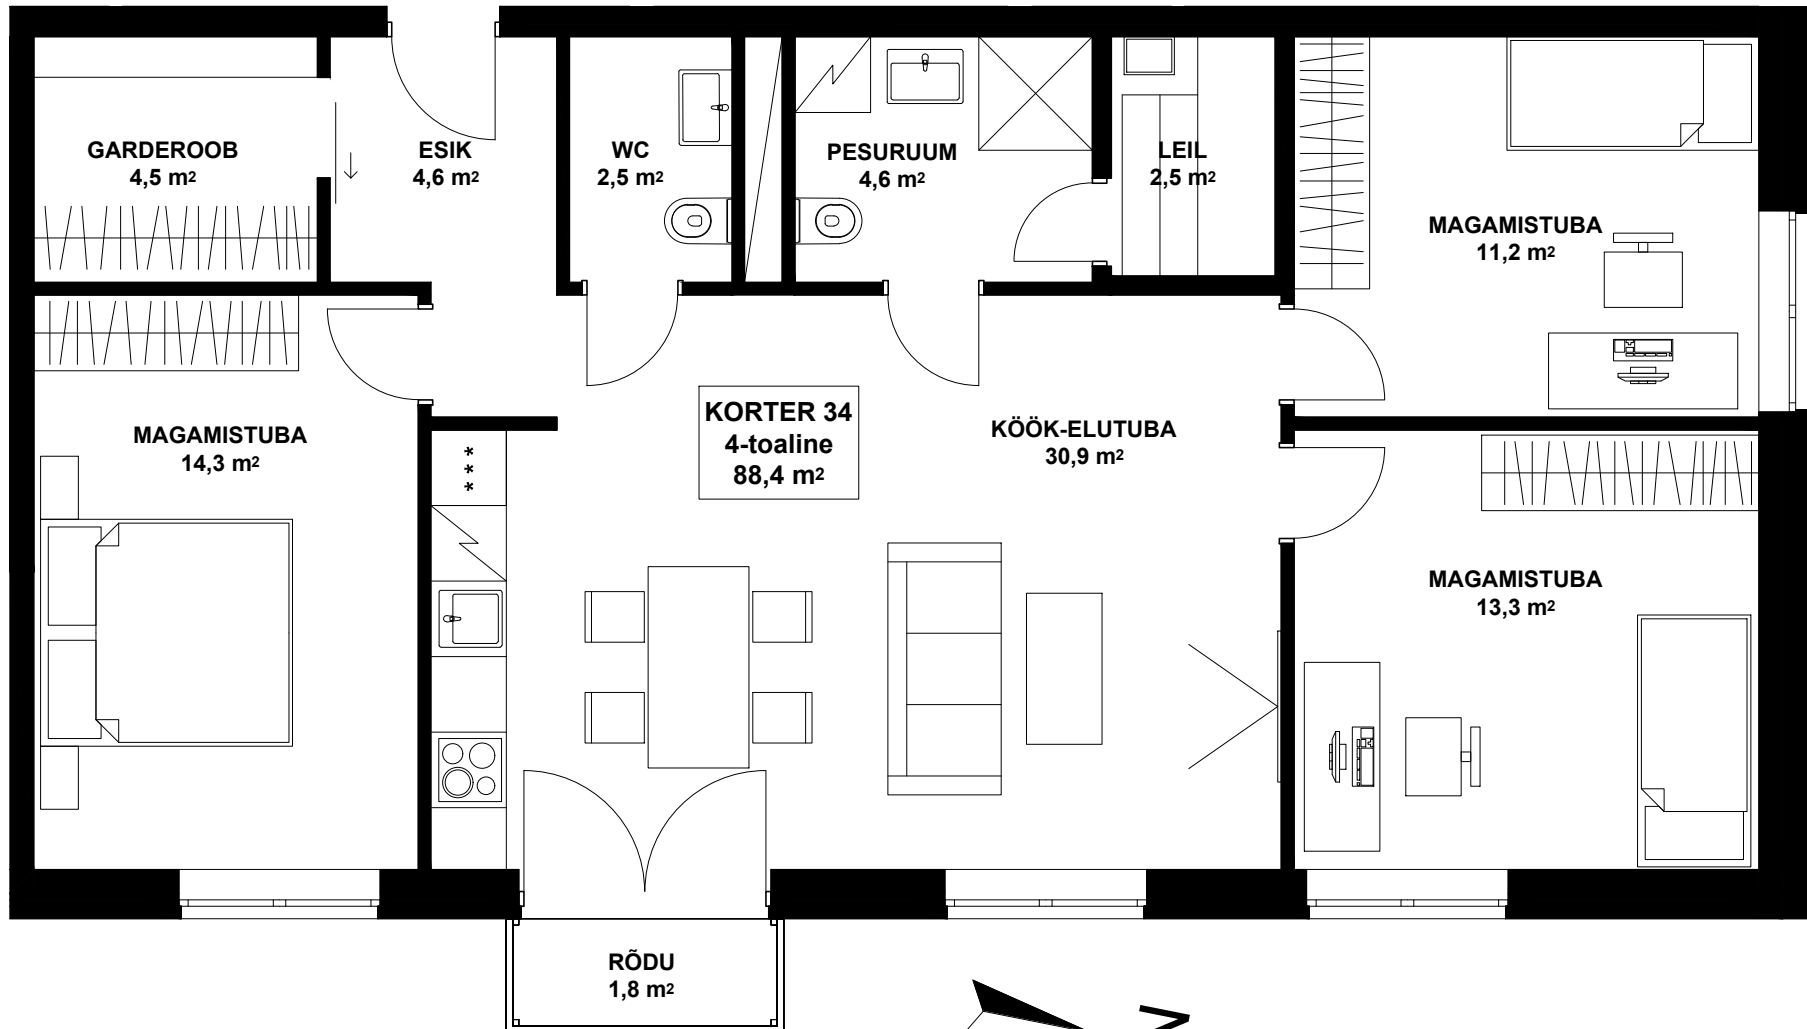 GARDEROOB
4,5 m²
ESIK
4,6 m²
WC
2,5 m²
PESURUUM
4,6 m²
LEIL
2,5 m²
MAGAMISTUBA
11,2 m²
MAGAMISTUBA
14,3 m²
KORTER 34
4-toaline
88,4 m²
KÖÖK-ELUTUBA
30,9 m²
***
MAGAMISTUBA
13,3 m²
RÕDU
1,8 m²